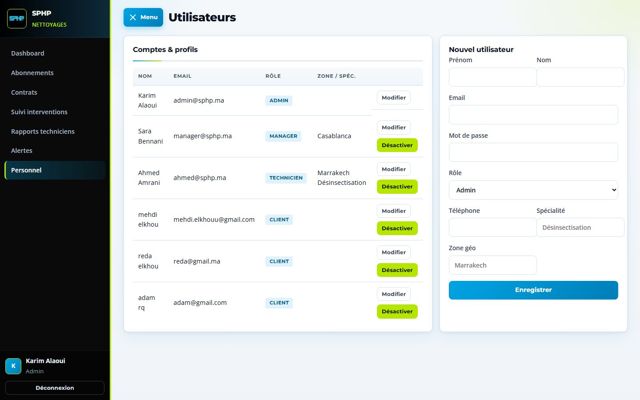 SPHP
SPHP
NETTOYAGES
Dashboard
Abonnements
Contrats
Suivi interventions
Rapports techniciens
Alertes
Personnel
K
Karim Alaoui
Admin
Déconnexion
Menu
Utilisateurs
Comptes & profils
NOM EMAIL RÔLE ZONE / SPÉC.
Karim
Alaoui
admin@sphp.ma
ADMIN
Modifier
Sara
Bennani
manager@sphp.ma
MANAGER
Casablanca
Modifier
Désactiver
Ahmed
Amrani
ahmed@sphp.ma
TECHNICIEN
Marrakech
Désinsectisation
Modifier
Désactiver
mehdi
elkhou
mehdi.elkhouu@gmail.com
CLIENT
Modifier
Désactiver
reda
elkhou
reda@gmail.ma
CLIENT
Modifier
Désactiver
adam
rq
adam@gmail.com
CLIENT
Modifier
Désactiver
Nouvel utilisateur
Prénom Nom
Email
Mot de passe
Rôle
Admin
Téléphone Spécialité
Désinsectisation
Zone géo
Marrakech
Enregistrer